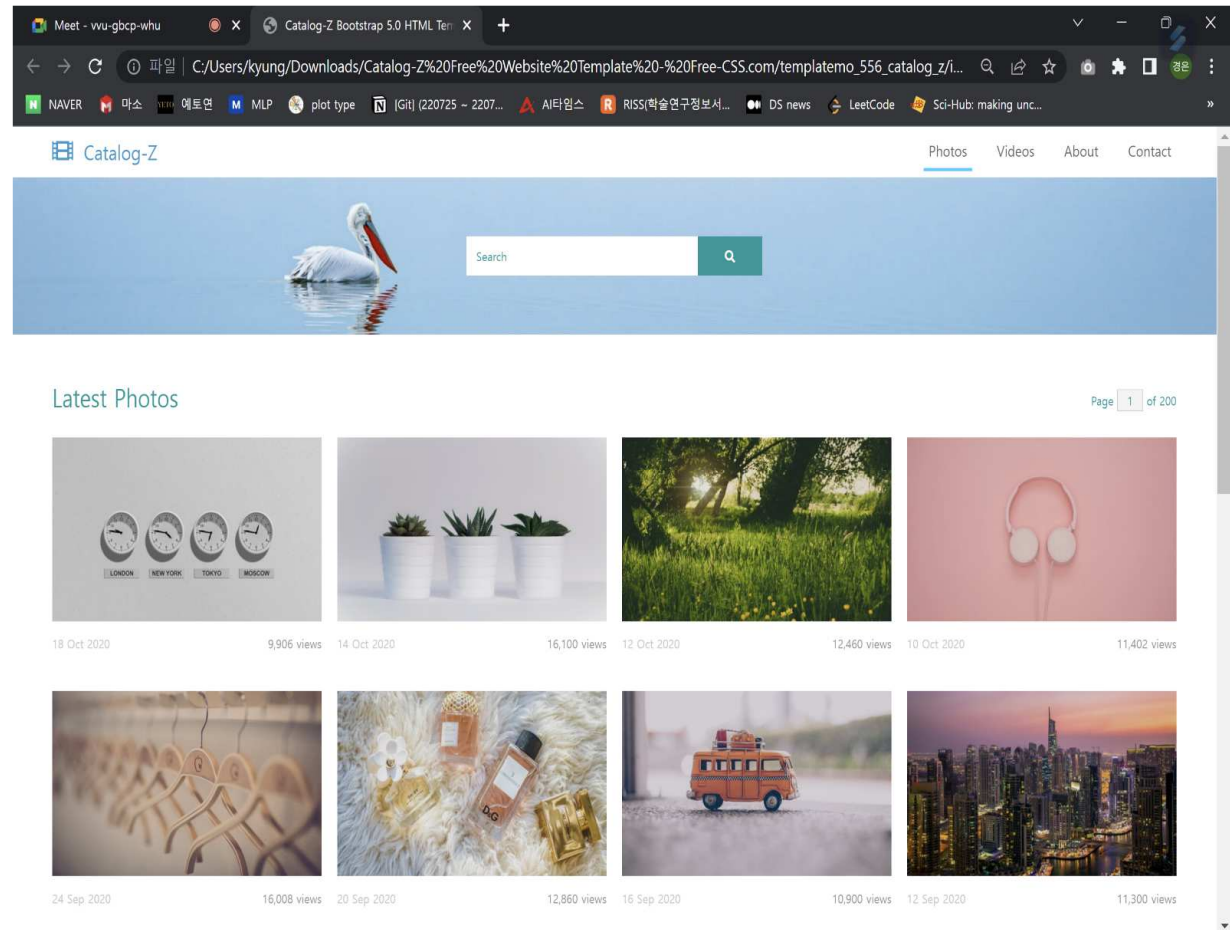 Meet - vvu-gbcp-whu
Catalog-Z Bootstrap 5.0 HTML Tem
파일 | C:/Users/kyung/Downloads/Catalog-Z%20Free%20Website%20Template%20-%20Free-CSS.com/templatemo_556_catalog_z/i...
경은
NAVER 마소 예토연 MLP plot type [Git] (220725 ~ 2207... AI타임스 RISS(학술연구정보서... DS news LeetCode Sci-Hub: making unc... »
Catalog-Z Photos Videos About Contact
Search
Latest Photos Page 1 of 200
LONDON NEW YORK TOKYO MOSCOW
18 Oct 2020 9,906 views 14 Oct 2020 16,100 views 12 Oct 2020 12,460 views 10 Oct 2020 11,402 views
D&G
24 Sep 2020 16,008 views 20 Sep 2020 12,860 views 16 Sep 2020 10,900 views 12 Sep 2020 11,300 views